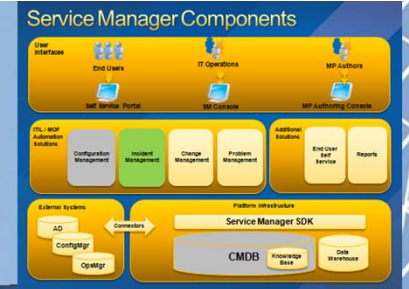 Service Manager Components
User
Interfaces
End Users
IT Operations
MP Authors
Self Service Portal
SM Console
MP Authoring Console
ITIL / MOF
Automation
Solutions
Configuration
Management
Incident
Management
Change
Management
Problem
Management
Additional
Solutions
End User
Self
Service
Reports
External Systems
AD
ConfigMgr
OpsMgr
Connectors
Platform Infrastructure
Service Manager SDK
CMDB
Knowledge
Base
Data
Warehouse